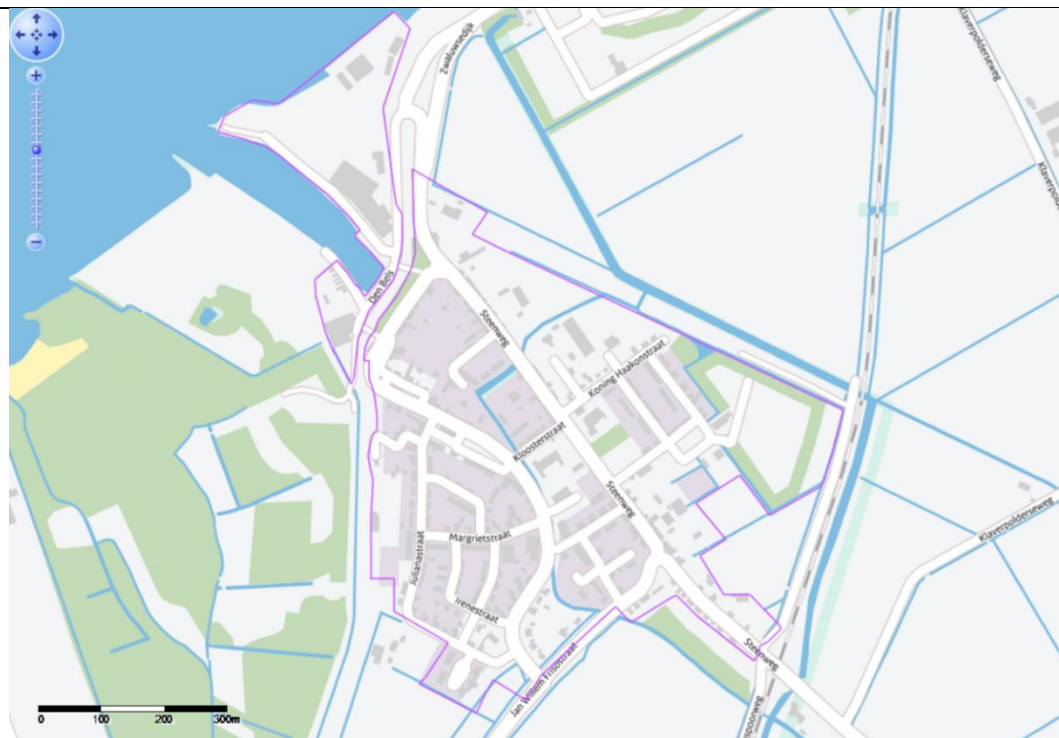 Zwaluwsedijk
Klaverpolderseweg
Den Bels
Steenweg
Koning Haakonstraat
Kloosterstraat
Steenweg
Klaverpolderseweg
Margrietstraat
Julianastraat
Irenestraat
Steenweg
Jan Willem Frisostraat
0 100 200 300m